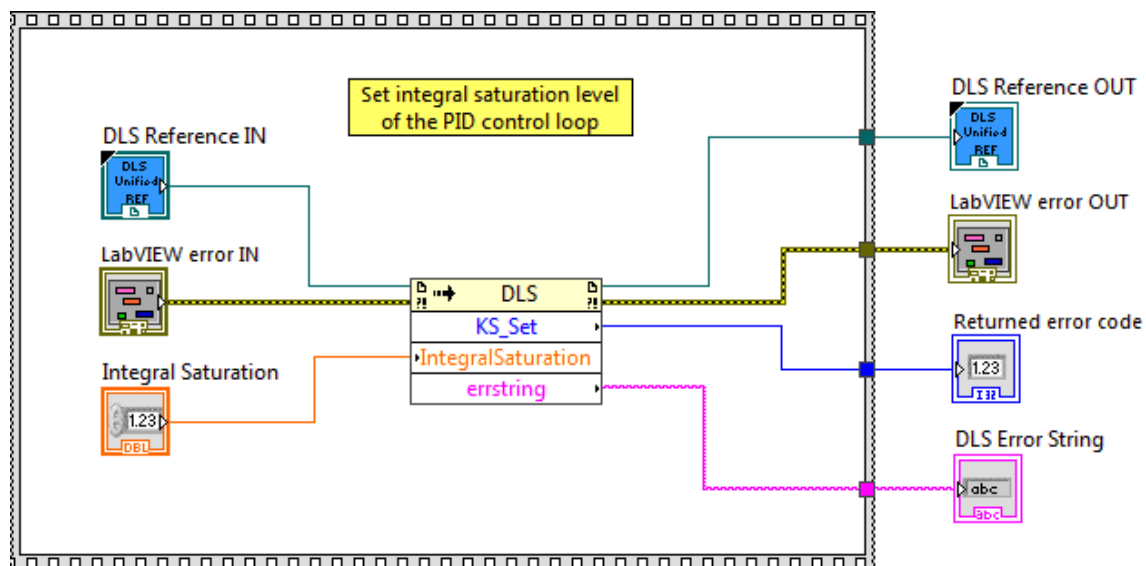 Set integral saturation level
of the PID control loop
DLS Reference IN
DLS
Unified
REF
LabVIEW error IN
Integral Saturation
1.23
DBL
DLS
KS_Set
IntegralSaturation
errstring
DLS Reference OUT
DLS
Unified
REF
LabVIEW error OUT
Returned error code
1.23
I32
DLS Error String
abc
abc